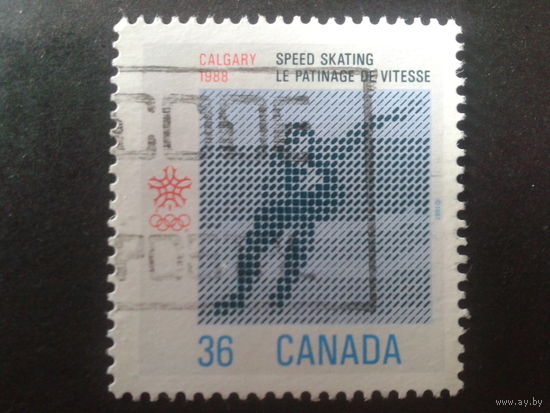 CALGARY SPEED SKATING
1988 LE PATINAGE DE VITESSE
36 CANADA
www.ay.by